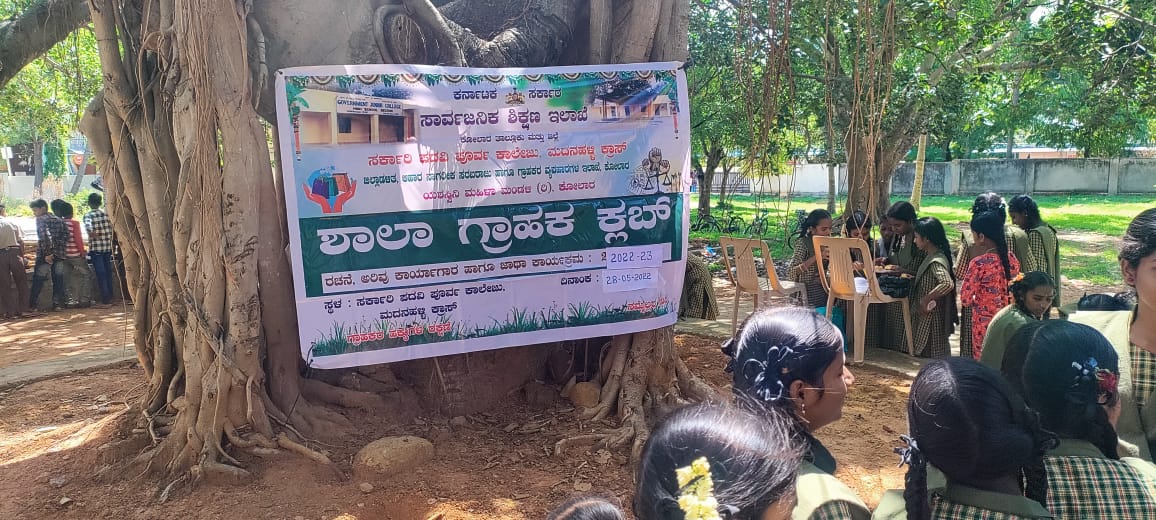 ಕರ್ನಾಟಕ ಸರ್ಕಾರ
GOVERNMENT JUNIOR COLLEGE
ಸಾರ್ವಜನಿಕ ಶಿಕ್ಷಣ ಇಲಾಖೆ
ಕೋಲಾರ ತಾಲ್ಲೂಕು ಮತ್ತು ಜಿಲ್ಲೆ
ಸರ್ಕಾರಿ ಪದವಿ ಪೂರ್ವ ಕಾಲೇಜು, ಮದನಹಳ್ಳಿ ಕ್ರಾಸ್
ಜಿಲ್ಲಾಡಳಿತ, ಆಹಾರ ನಾಗರೀಕ ಸರಬರಾಜು ಹಾಗೂ ಗ್ರಾಹಕರ ವ್ಯವಹಾರಗಳ ಇಲಾಖೆ, ಕೋಲಾರ
ಯಶಸ್ವಿನಿ ಮಹಿಳಾ ಮಂಡಳಿ (ರಿ), ಕೋಲಾರ
ಶಾಲಾ ಗ್ರಾಹಕ ಕ್ಲಬ್
ರಚನೆ, ಅರಿವು ಕಾರ್ಯಾಗಾರ ಹಾಗೂ ಜಾಥಾ ಕಾರ್ಯಕ್ರಮ : 2022-23
ಸ್ಥಳ : ಸರ್ಕಾರಿ ಪದವಿ ಪೂರ್ವ ಕಾಲೇಜು, ದಿನಾಂಕ : 28-05-2022
ಮದನಹಳ್ಳಿ ಕ್ರಾಸ್
ಗ್ರಾಹಕರ ಹಕ್ಕುಗಳ ರಕ್ಷಣೆ